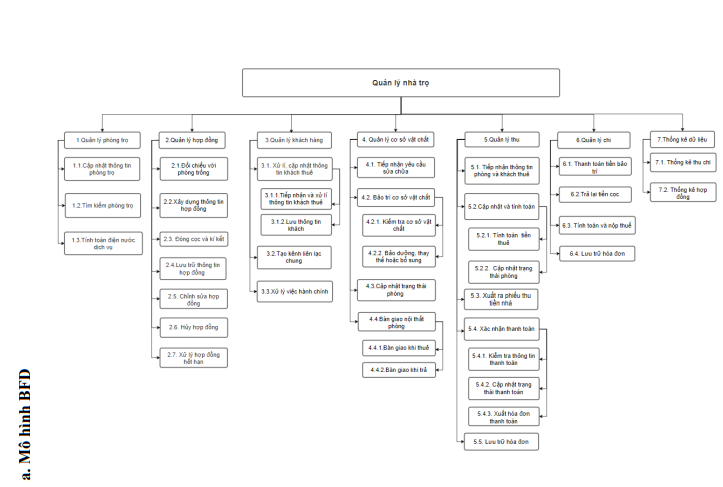 Quản lý nhà trọ
1.Quản lý phòng trọ
1.1.Cập nhật thông tin
phòng trọ
1.2.Tìm kiếm phòng trọ
1.3.Tính toán điện nước
dịch vụ
2.Quản lý hợp đồng
2.1.Đối chiếu với
phòng trống
2.2.Xây dựng thông tin
hợp đồng
2.3. Đóng cọc và kí kết
2.4.Lưu trữ thông tin
hợp đồng
2.5. Chỉnh sửa hợp
đồng
2.6. Hủy hợp đồng
2.7. Xử lý hợp đồng
hết hạn
3.Quản lý khách hàng
3.1. Xử lí, cập nhật thông
tin khách thuê
3.1.1.Tiếp nhận và xử lí
thông tin khách thuê
3.1.2 Lưu thông tin
khách
3.2.Tạo kênh liên lạc
chung
3.3.Xử lý việc hành chính
4. Quản lý cơ sở vật chất
4.1. Tiếp nhận yêu cầu
sửa chữa
4.2. Bảo trì cơ sở vật chất
4.2.1. Kiểm tra cơ sở vật
chất
4.2.2. Bảo dưỡng, thay
thế hoặc bổ sung
4.3.Cập nhật trạng thái
phòng
4.4.Bàn giao nội thất
phòng
4.4.1.Bàn giao khi thuê
4.4.2.Bàn giao khi trả
5.Quản lý thu
5.1. Tiếp nhận thông tin
phòng và khách thuê
5.2.Cập nhật và tính toán
5.2.1. Tính toán tiền
thuê
5.2.2. Cập nhật trạng
thái phòng
5.3. Xuất ra phiếu thu
tiền nhà
5.4. Xác nhận thanh toán
5.4.1. Kiểm tra thông tin
thanh toán
5.4.2. Cập nhật trạng
thái thanh toán
5.4.3. Xuất hóa đơn
thanh toán
5.5. Lưu trữ hóa đơn
6.Quản lý chi
6.1. Thanh toán tiền bảo
trì
6.2.Trả lại tiền cọc
6.3. Tính toán và nộp thuế
6.4. Lưu trữ hóa đơn
7.Thống kê dữ liệu
7.1. Thống kê thu chi
7.2. Thống kê hợp
đồng
a. Mô hình BFD